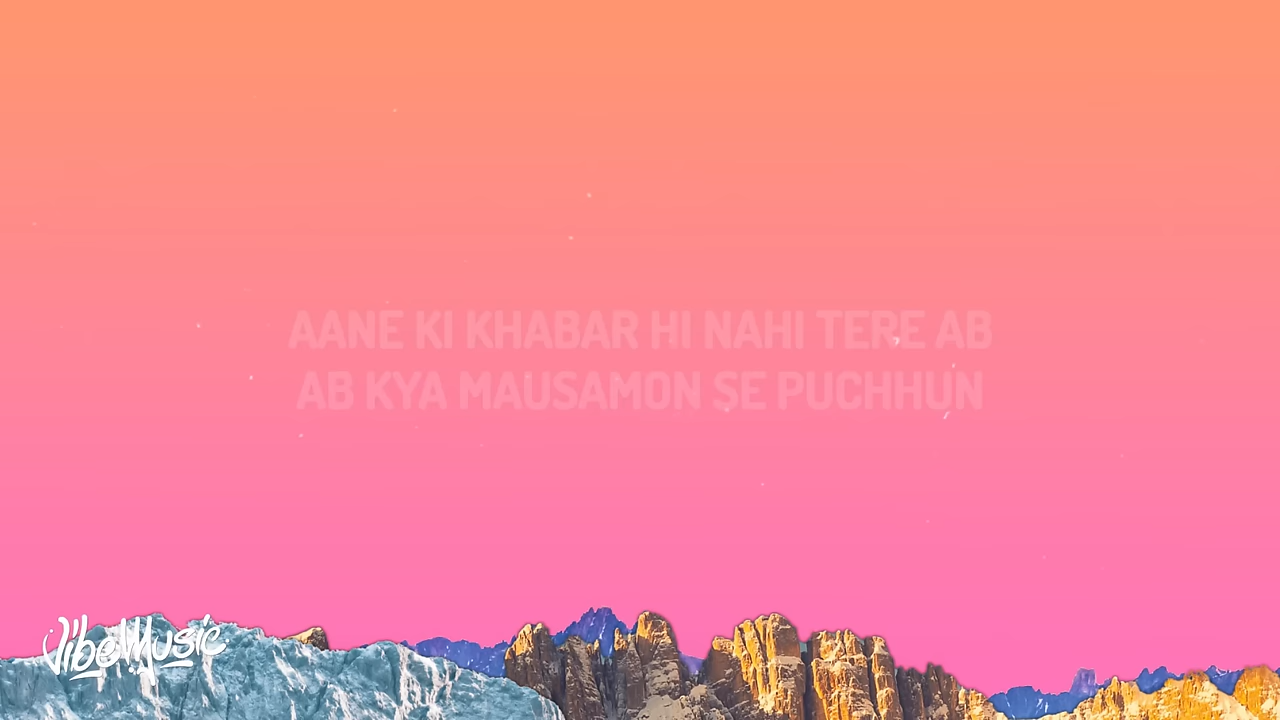 AANE KI KHABAR HI NAHI TERE AB
AB KYA MAUSAMON SE PUCHHUN
VibeMusic